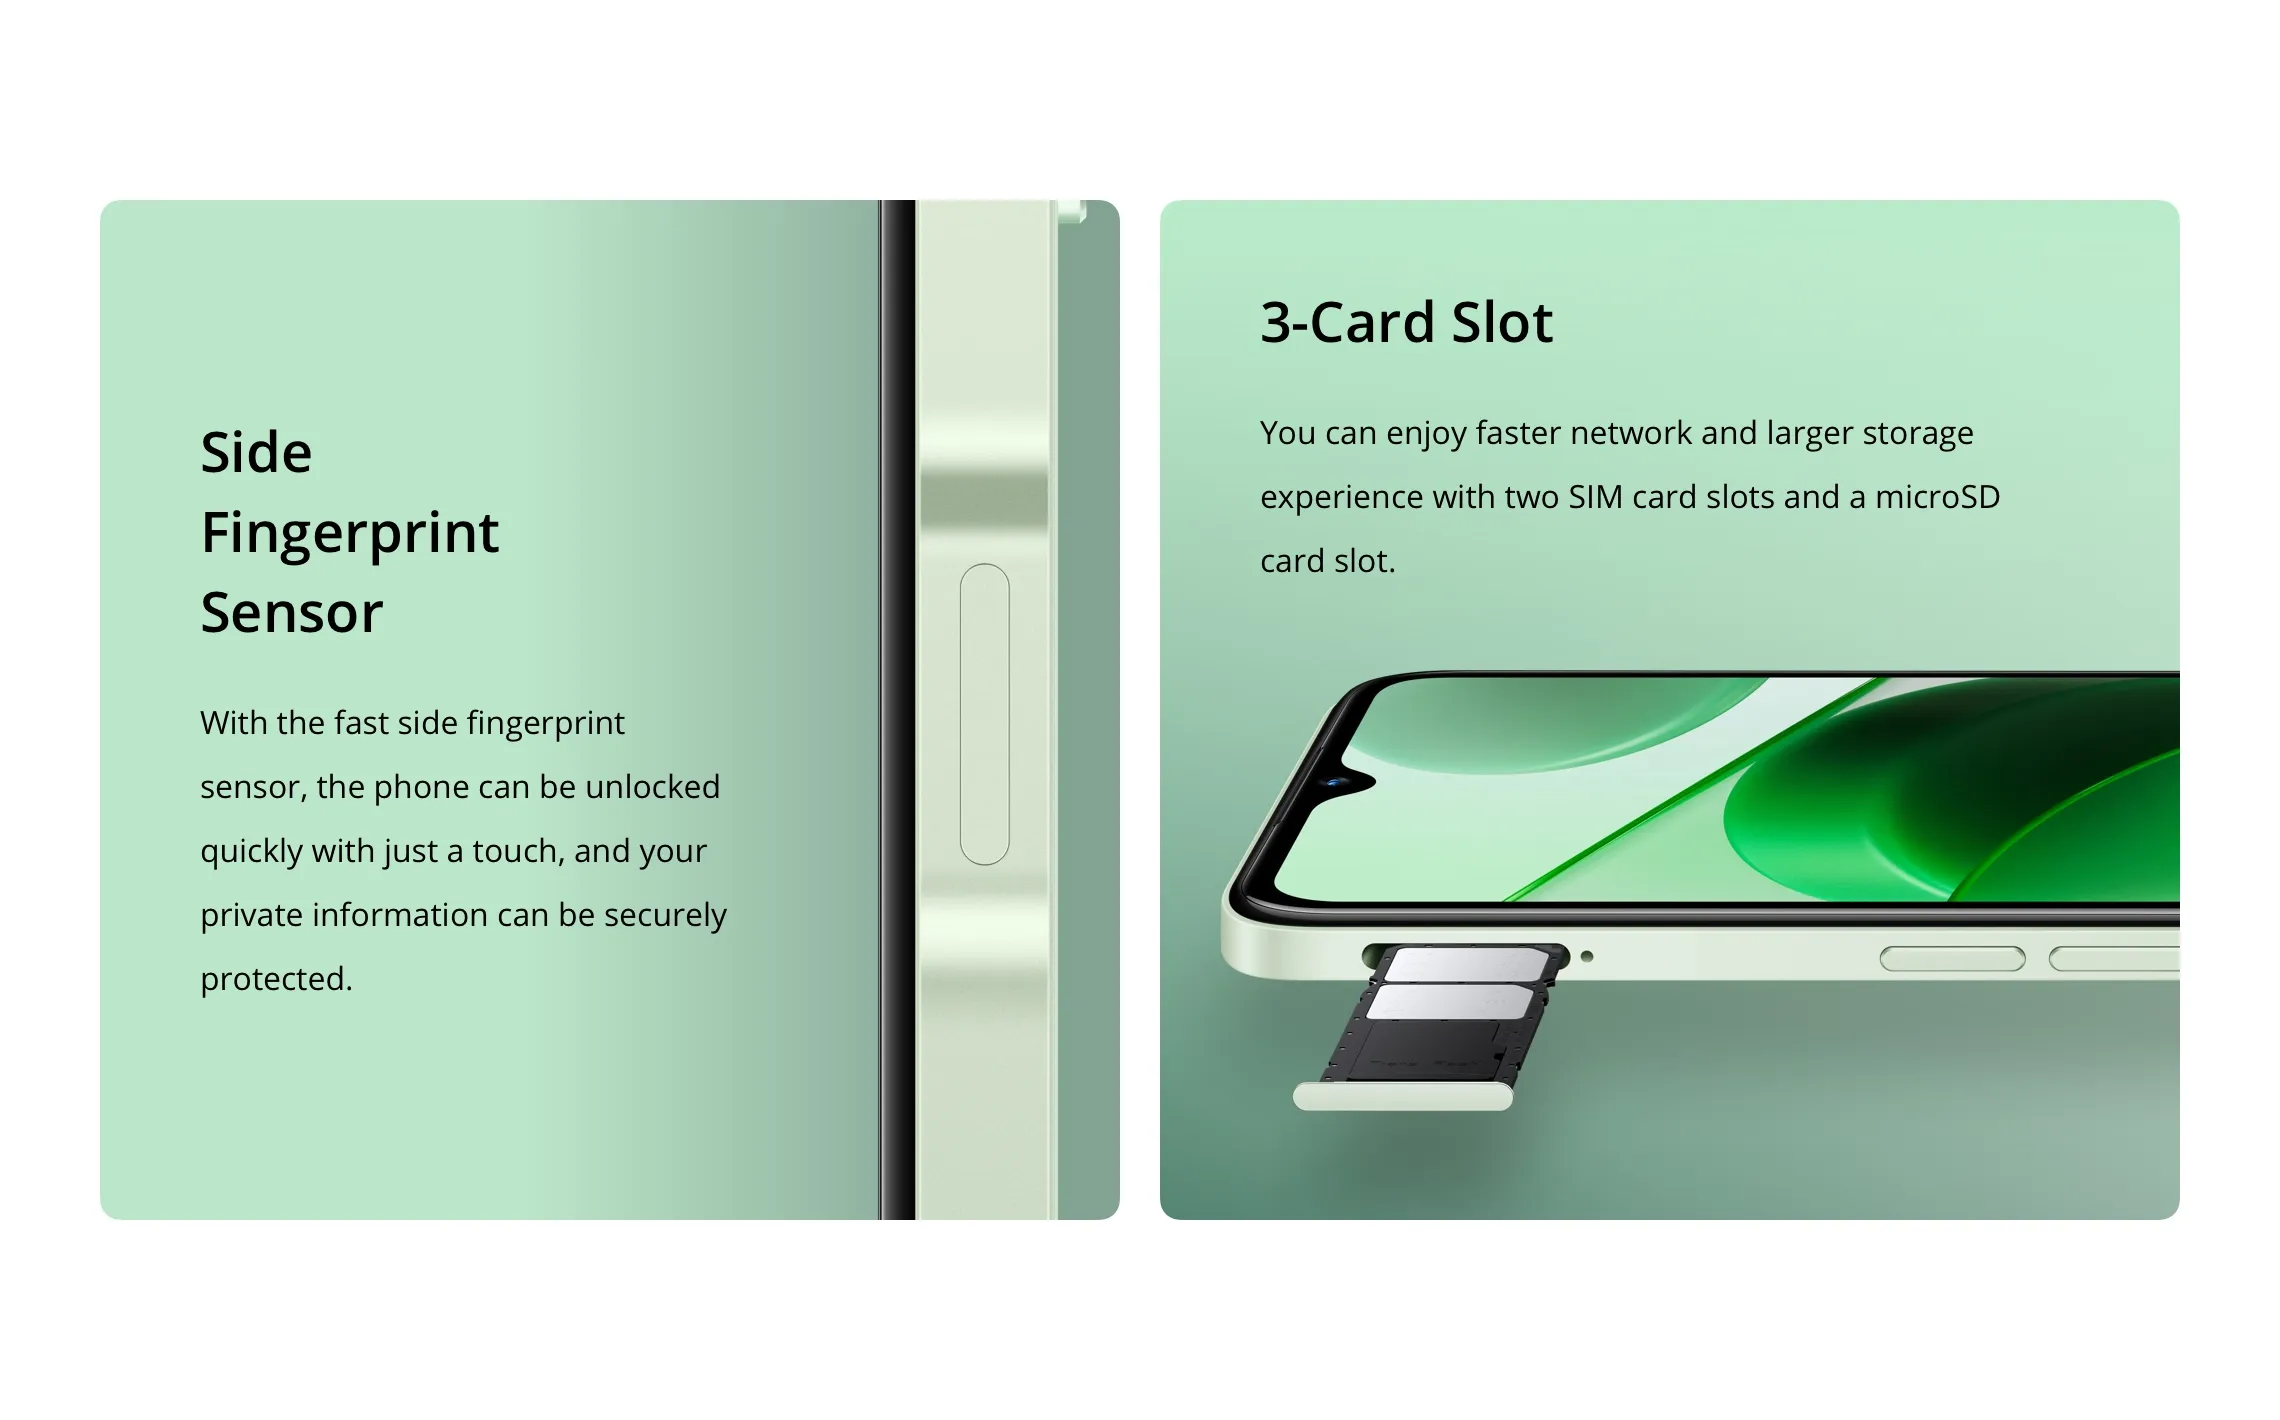 Side
Fingerprint
Sensor
With the fast side fingerprint
sensor, the phone can be unlocked
quickly with just a touch, and your
private information can be securely
protected.
3-Card Slot
You can enjoy faster network and larger storage
experience with two SIM card slots and a microSD
card slot.